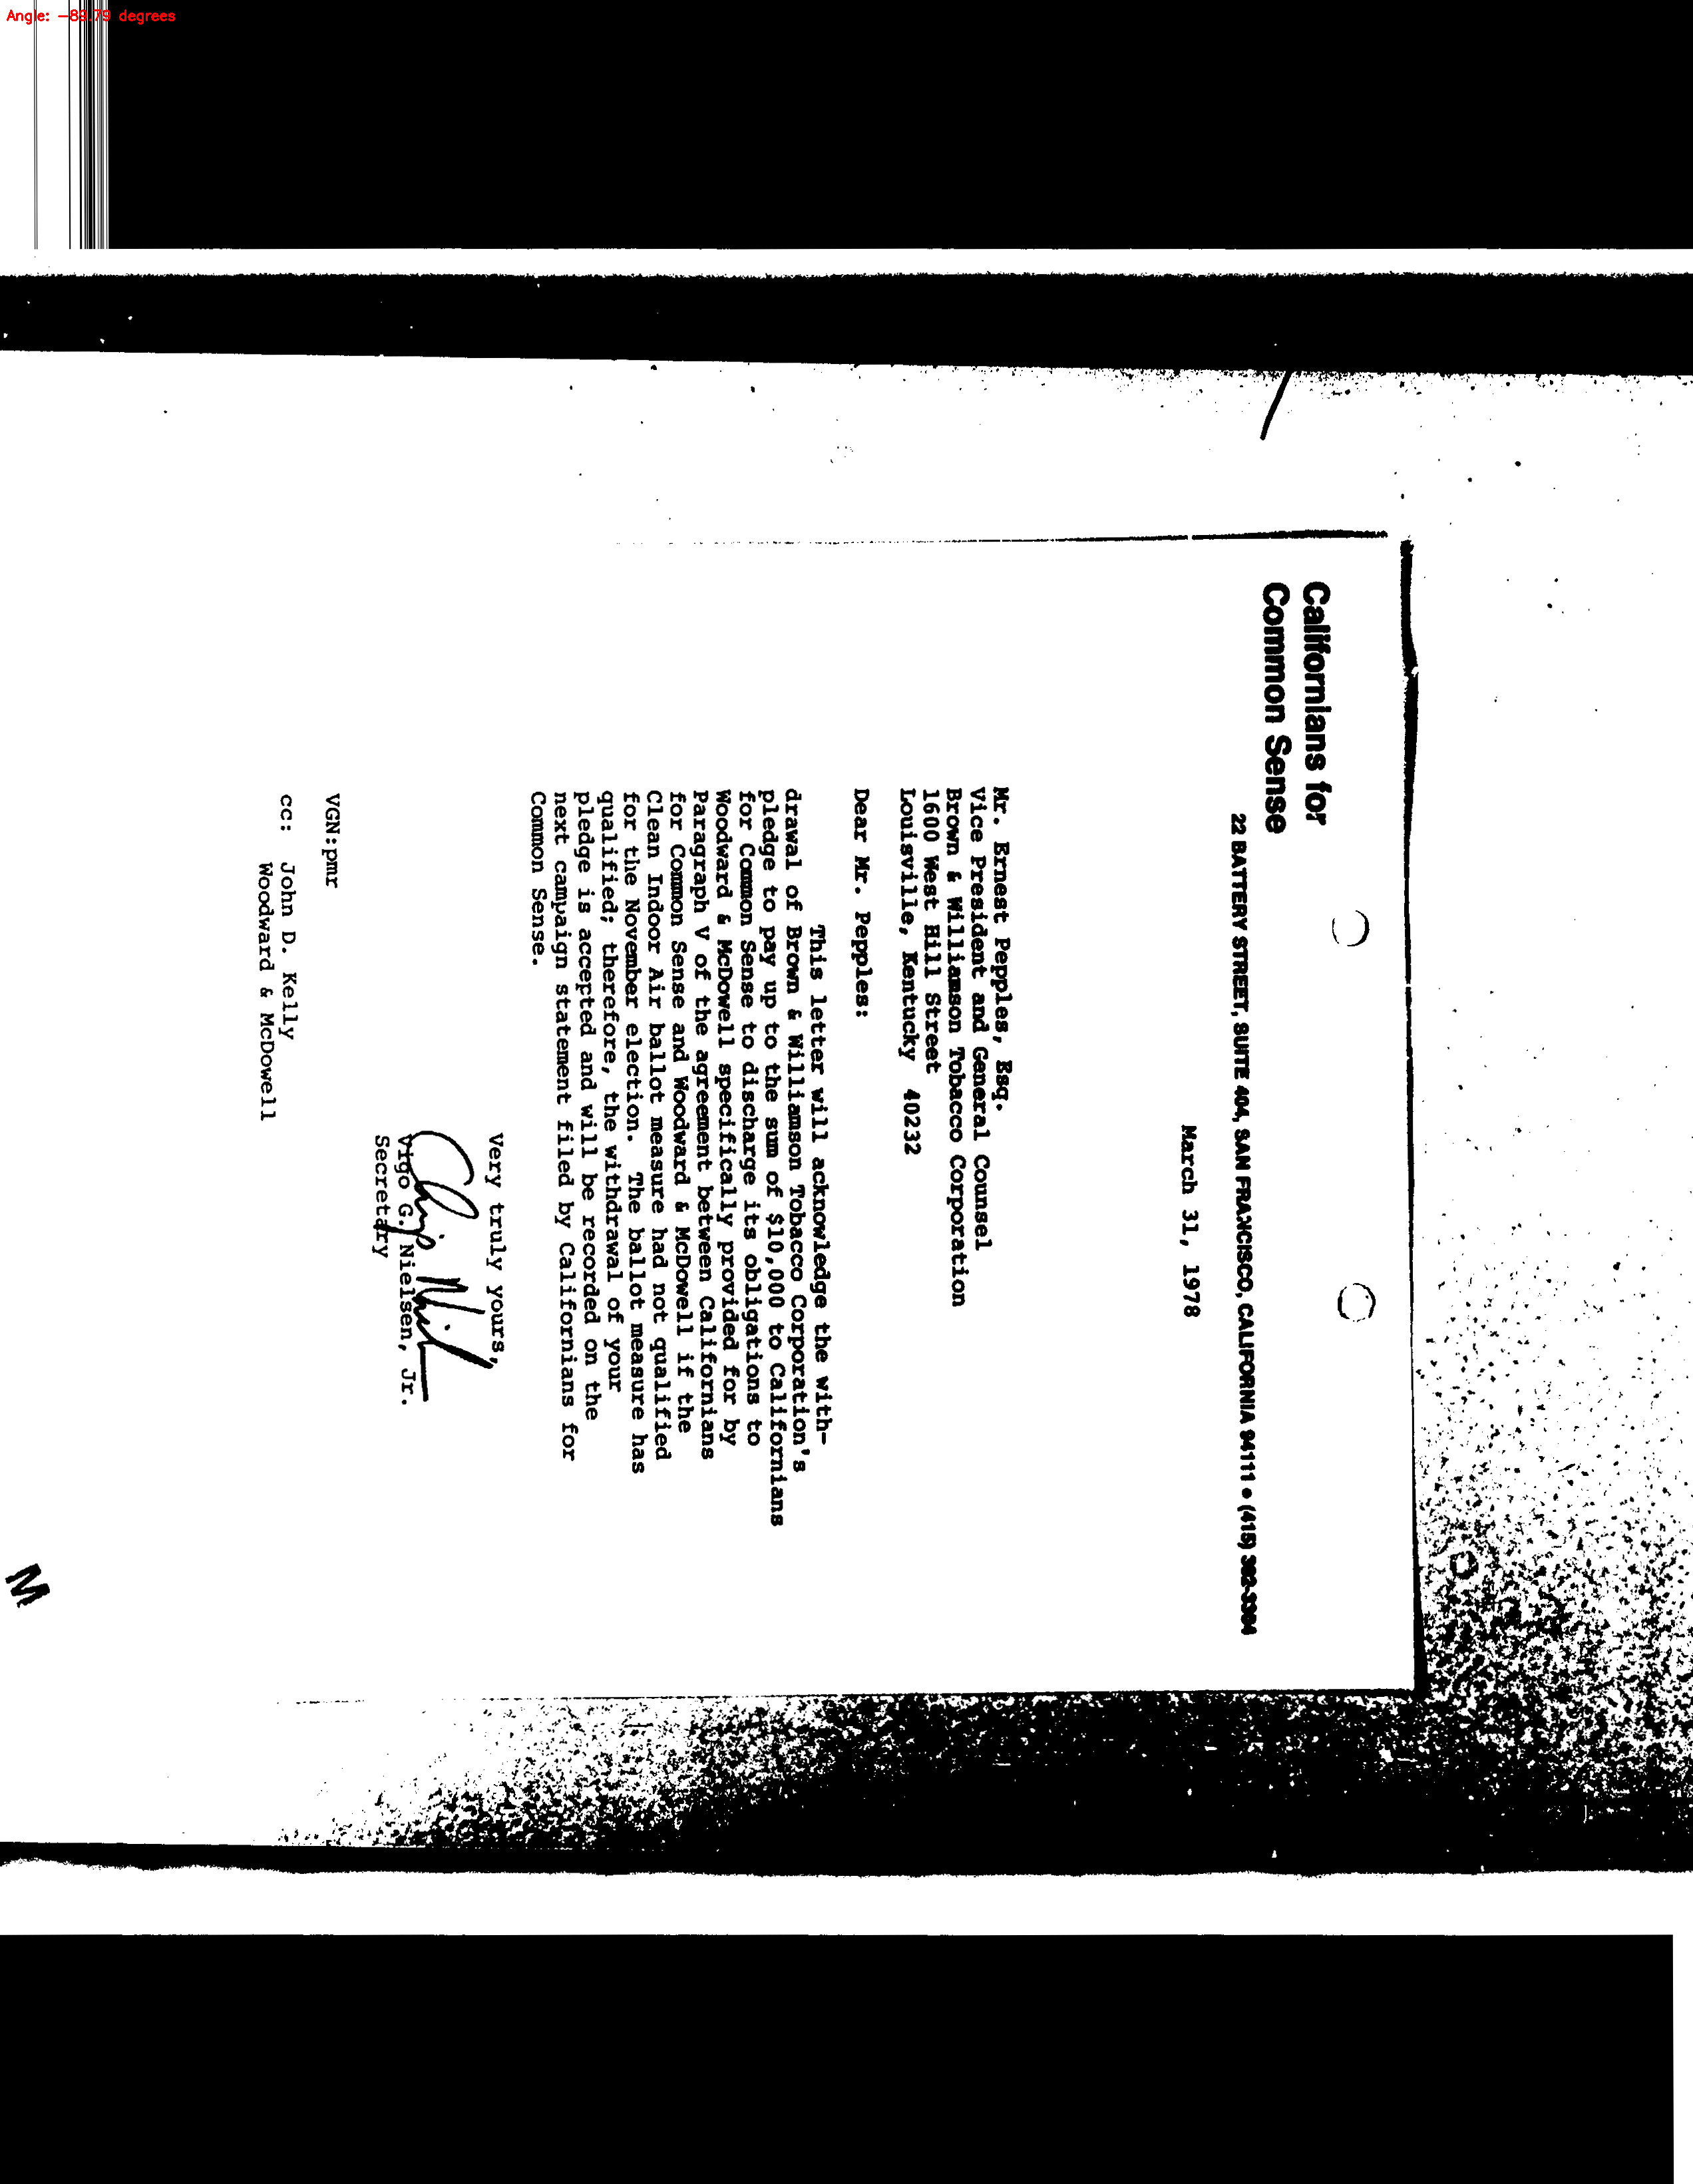 Angle: -89.79 degrees
Californians for
Common Sense
22 BATTERY STREET, SUITE 404, SAN FRANCISCO, CALIFORNIA 94111 • (415)
March 31, 1978
Mr. Ernest Pepples, Esq.
Vice President and General Counsel
Brown & Williamson Tobacco Corporation
1600 West Hill Street
Louisville, Kentucky 40232
Dear Mr. Pepples:
This letter will acknowledge the with-
drawal of Brown & Williamson Tobacco Corporation's
pledge to pay up to the sum of $10,000 to Californians
for Common Sense to discharge its obligations to
Woodward & McDowell specifically provided for by
Paragraph V of the agreement between Californians
for Common Sense and Woodward & McDowell if the
Clean Indoor Air ballot measure had not qualified
for the November election. The ballot measure has
qualified; therefore, the withdrawal of your
pledge is accepted and will be recorded on the
next campaign statement filed by Californians for
Common Sense.
Very truly yours,
Vigo G. Nielsen, Jr.
Secretary
VGN:pmr
cc: John D. Kelly
Woodward & McDowell
M